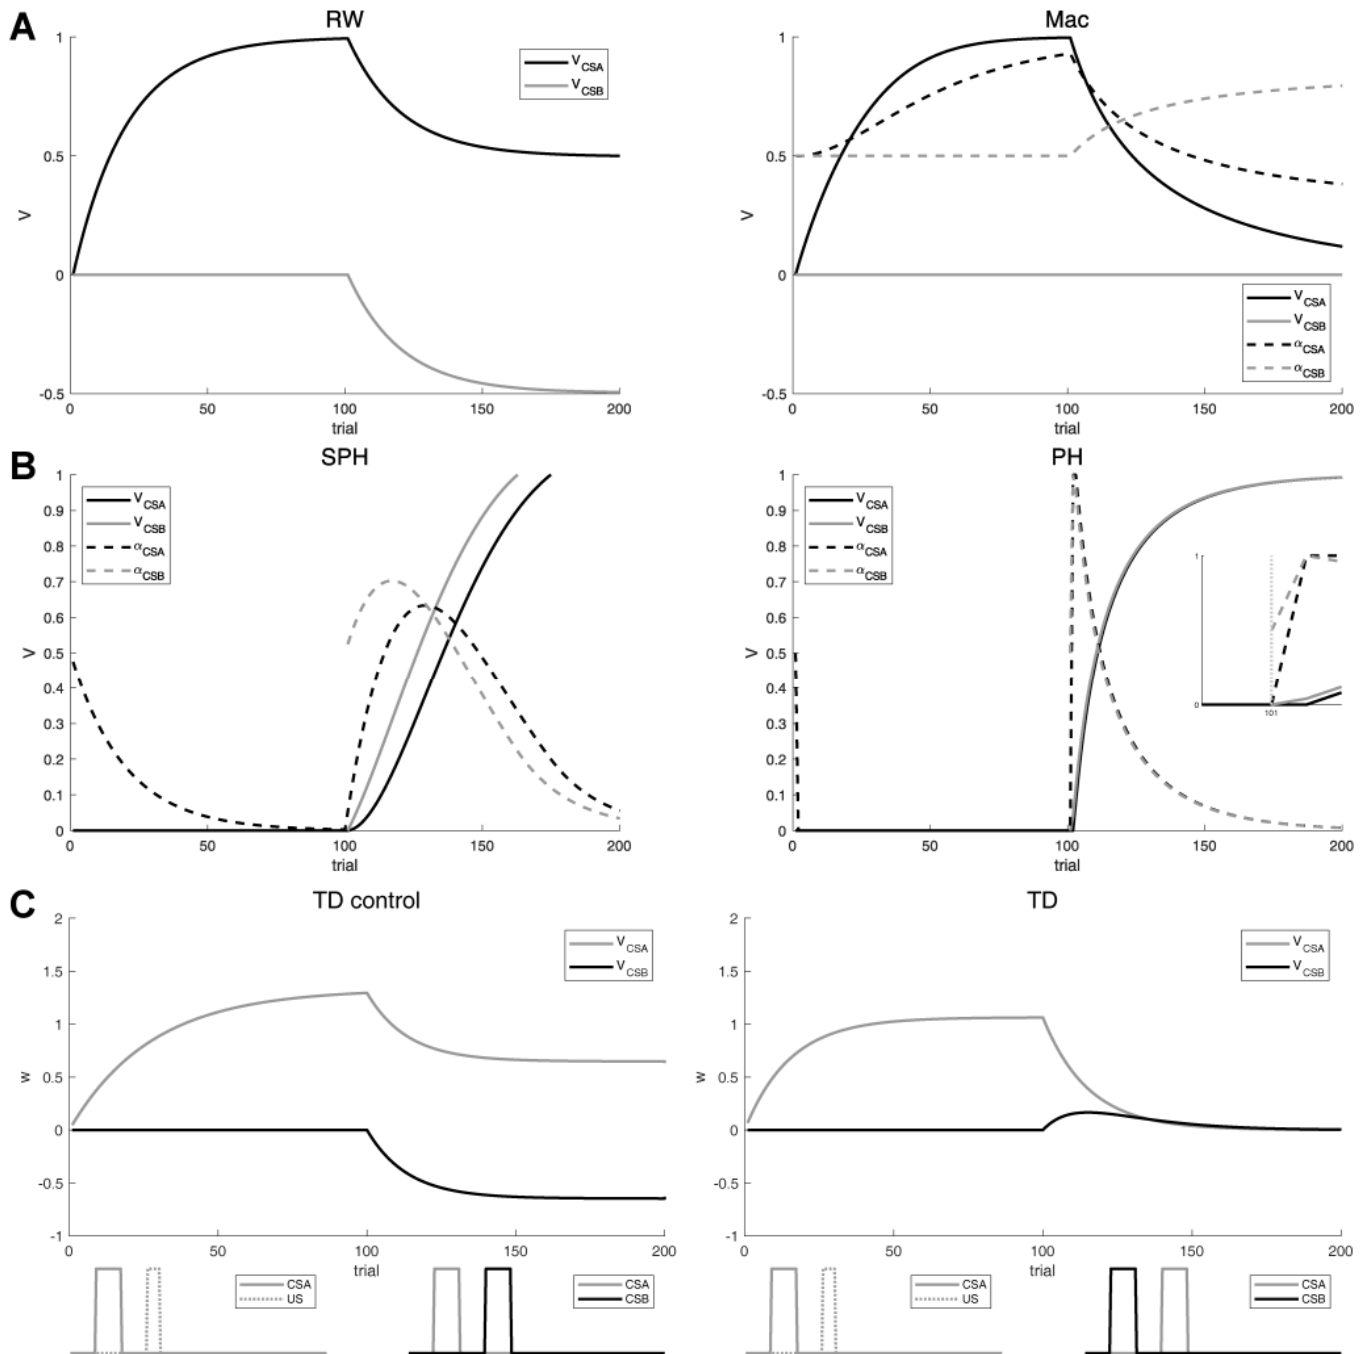 A
RW
Mac
1
0.5
0
-0.5
V
0
50
100
150
200
trial
V_CSA
V_CSB
1
0.5
0
-0.5
V
0
50
100
150
200
trial
V_CSA
V_CSB
α_CSA
α_CSB
B
SPH
PH
1
0.9
0.8
0.7
0.6
0.5
0.4
0.3
0.2
0.1
0
V
0
50
100
150
200
trial
V_CSA
V_CSB
α_CSA
α_CSB
1
0.9
0.8
0.7
0.6
0.5
0.4
0.3
0.2
0.1
0
V
0
50
100
150
200
trial
V_CSA
V_CSB
α_CSA
α_CSB
1
0
101
C
TD control
TD
2
1.5
1
0.5
0
-0.5
-1
w
0
50
100
150
200
trial
V_CSA
V_CSB
CSA
US
CSA
CSB
2
1.5
1
0.5
0
-0.5
-1
w
0
50
100
150
200
trial
V_CSA
V_CSB
CSA
US
CSA
CSB